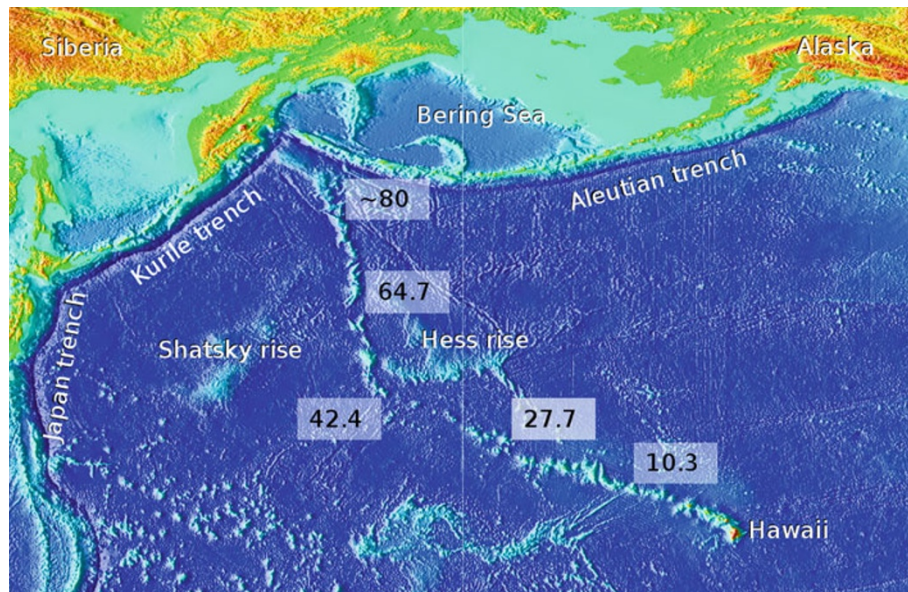 Siberia
Alaska
Bering Sea
Aleutian trench
~80
Kurile trench
64.7
Hess rise
Shatsky rise
Japan trench
42.4
27.7
10.3
Hawaii